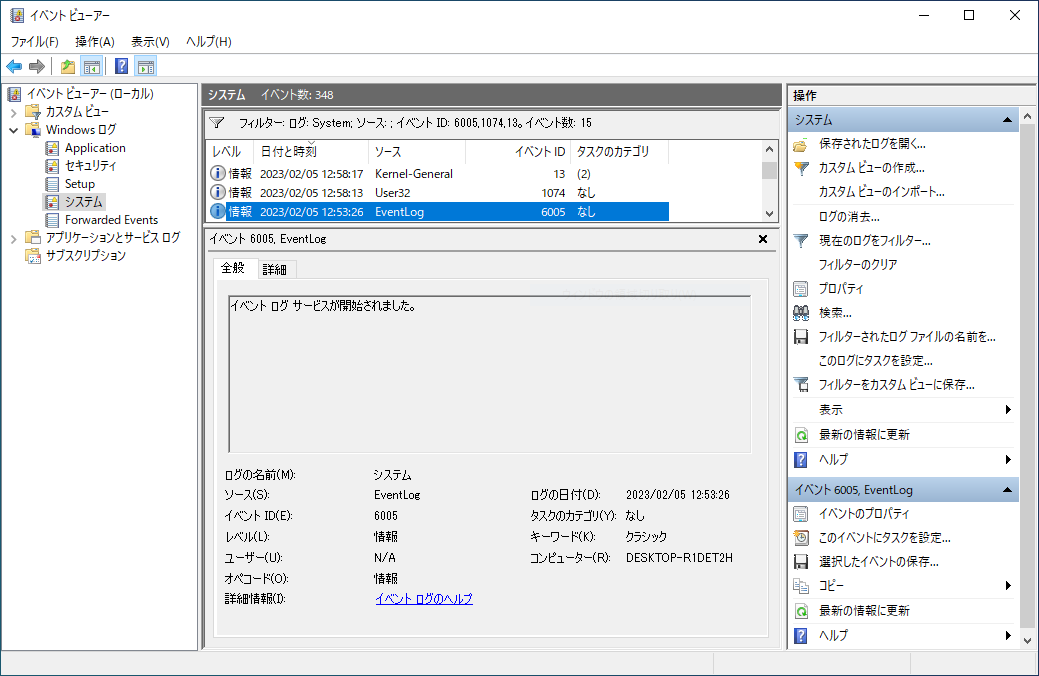 イベント ビューアー
ファイル(F) 操作(A) 表示(V) ヘルプ(H)
イベント ビューアー (ローカル)
カスタム ビュー
Windows ログ
Application
セキュリティ
Setup
システム
Forwarded Events
アプリケーションとサービス ログ
サブスクリプション
システム イベント数: 348
フィルター: ログ: System; ソース: ; イベント ID: 6005,1074,13。イベント数: 15
レベル 日付と時刻 ソース イベント ID タスクのカテゴリ
情報 2023/02/05 12:58:17 Kernel-General 13 (2)
情報 2023/02/05 12:58:13 User32 1074 なし
情報 2023/02/05 12:53:26 EventLog 6005 なし
イベント 6005, EventLog
全般 詳細
イベント ログ サービスが開始されました。
ログの名前(M): システム
ソース(S): EventLog ログの日付(D): 2023/02/05 12:53:26
イベント ID(E): 6005 タスクのカテゴリ(Y): なし
レベル(L): 情報 キーワード(K): クラシック
ユーザー(U): N/A コンピューター(R): DESKTOP-R1DET2H
オペコード(O): 情報
詳細情報(I): イベント ログのヘルプ
操作
システム
保存されたログを開く...
カスタム ビューの作成...
カスタム ビューのインポート...
ログの消去...
現在のログをフィルター...
フィルターのクリア
プロパティ
検索...
フィルターされたログ ファイルの名前を...
このログにタスクを設定...
フィルターをカスタム ビューに保存...
表示
最新の情報に更新
ヘルプ
イベント 6005, EventLog
イベントのプロパティ
このイベントにタスクを設定...
選択したイベントの保存...
コピー
最新の情報に更新
ヘルプ